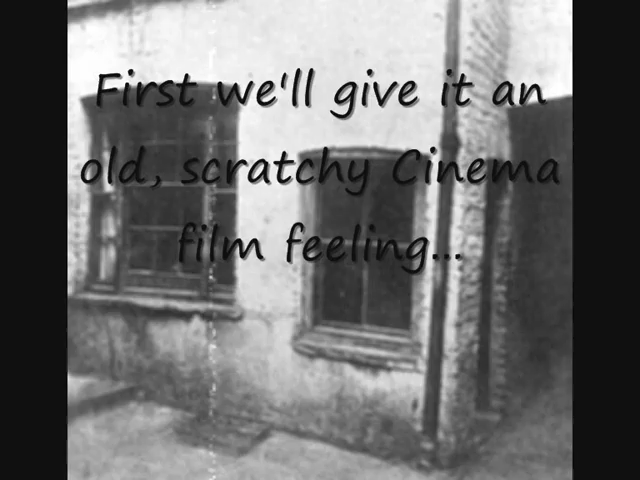 First we'll give it an
old, scratchy Cinema
film feeling...